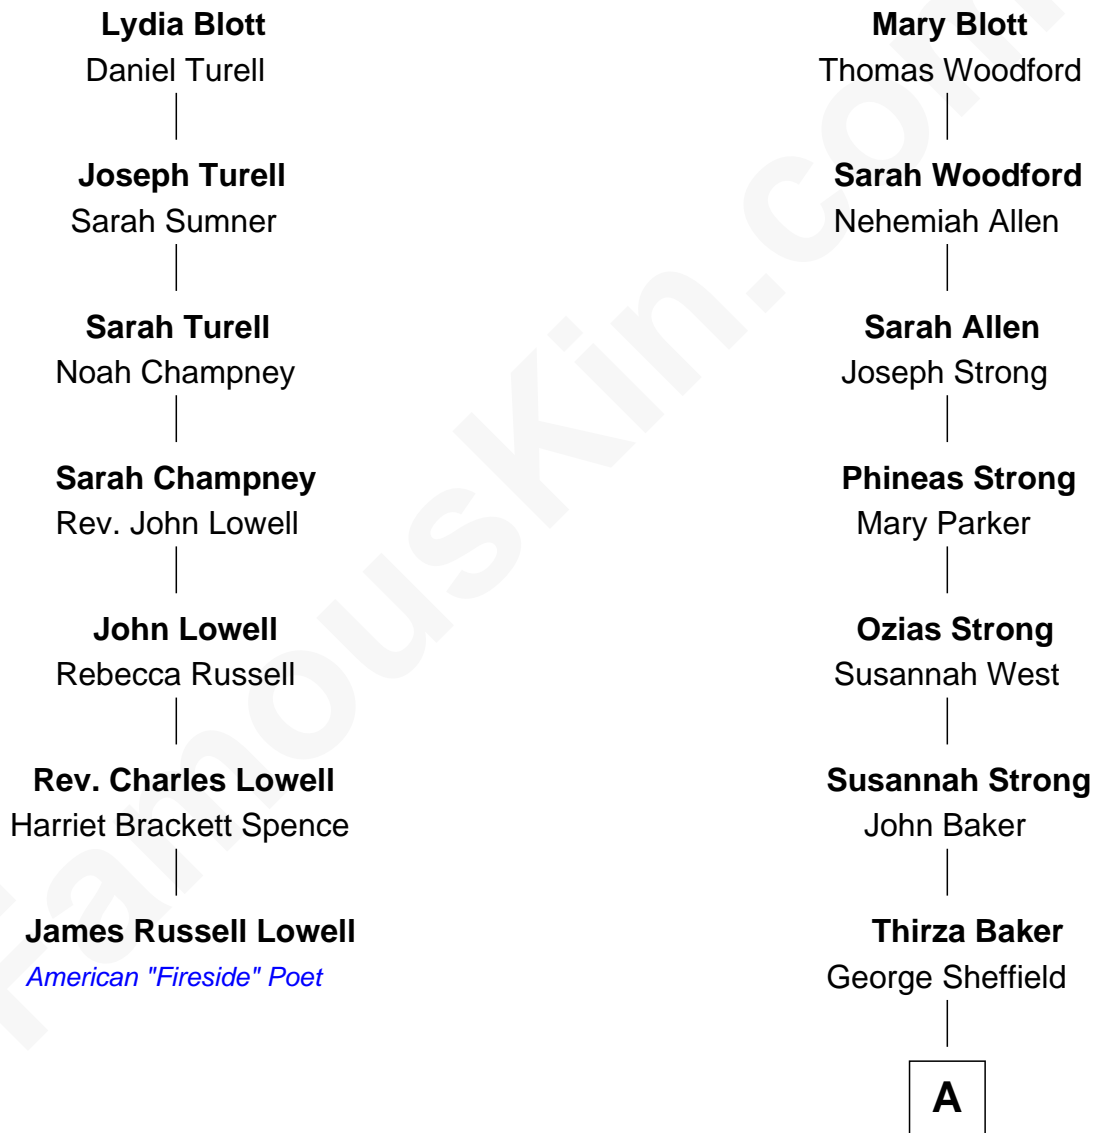 Lydia Blott
Daniel Turell
Joseph Turell
Sarah Sumner
Sarah Turell
Noah Champney
Sarah Champney
Rev. John Lowell
John Lowell
Rebecca Russell
Rev. Charles Lowell
Harriet Brackett Spence
James Russell Lowell
American "Fireside" Poet
Mary Blott
Thomas Woodford
Sarah Woodford
Nehemiah Allen
Sarah Allen
Joseph Strong
Phineas Strong
Mary Parker
Ozias Strong
Susannah West
Susannah Strong
John Baker
Thirza Baker
George Sheffield
A
FamousKin.com